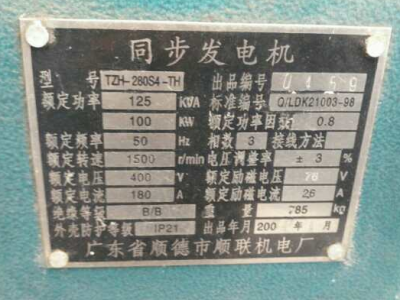 同步发电机
型号 TZH-280S4-TH 出品编号 0159
额定功率 125 KVA 标准编号 Q/LDK21003-98
100 KW 额定功率因数 0.8
额定频率 50 Hz 相数 3 接线方法
额定转速 1500 r/min 电压调整率 ± 3 %
额定电压 400 V 额定励磁电压 76 V
额定电流 180 A 额定励磁电流 26 A
绝缘等级 B/B 重量 785 kg
外壳防护等级 IP21 出品年月 200 年 月
广东省顺德市顺联机电厂